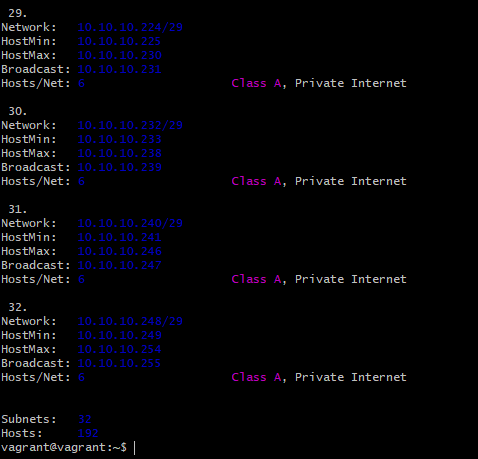 29.
Network: 10.10.10.224/29
HostMin: 10.10.10.225
HostMax: 10.10.10.230
Broadcast: 10.10.10.231
Hosts/Net: 6 Class A, Private Internet
30.
Network: 10.10.10.232/29
HostMin: 10.10.10.233
HostMax: 10.10.10.238
Broadcast: 10.10.10.239
Hosts/Net: 6 Class A, Private Internet
31.
Network: 10.10.10.240/29
HostMin: 10.10.10.241
HostMax: 10.10.10.246
Broadcast: 10.10.10.247
Hosts/Net: 6 Class A, Private Internet
32.
Network: 10.10.10.248/29
HostMin: 10.10.10.249
HostMax: 10.10.10.254
Broadcast: 10.10.10.255
Hosts/Net: 6 Class A, Private Internet
Subnets: 32
Hosts: 192
vagrant@vagrant:~$